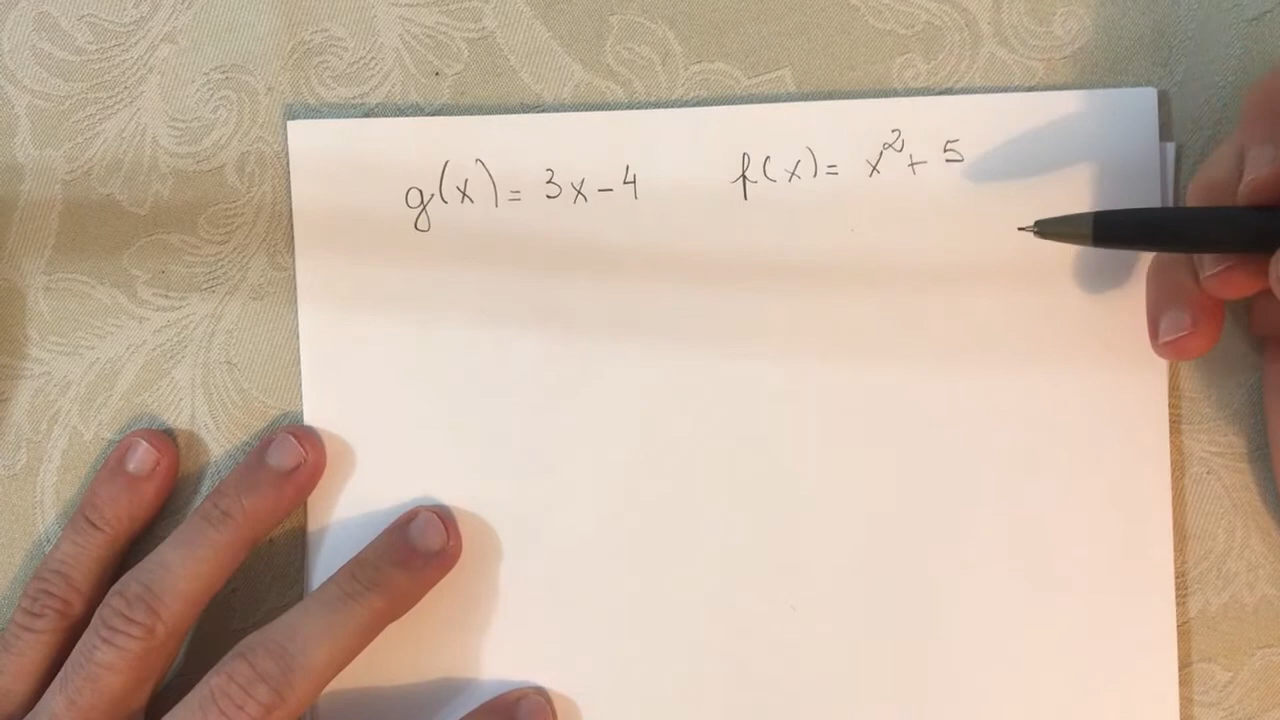 g(x) = 3x - 4 f(x) = x² + 5